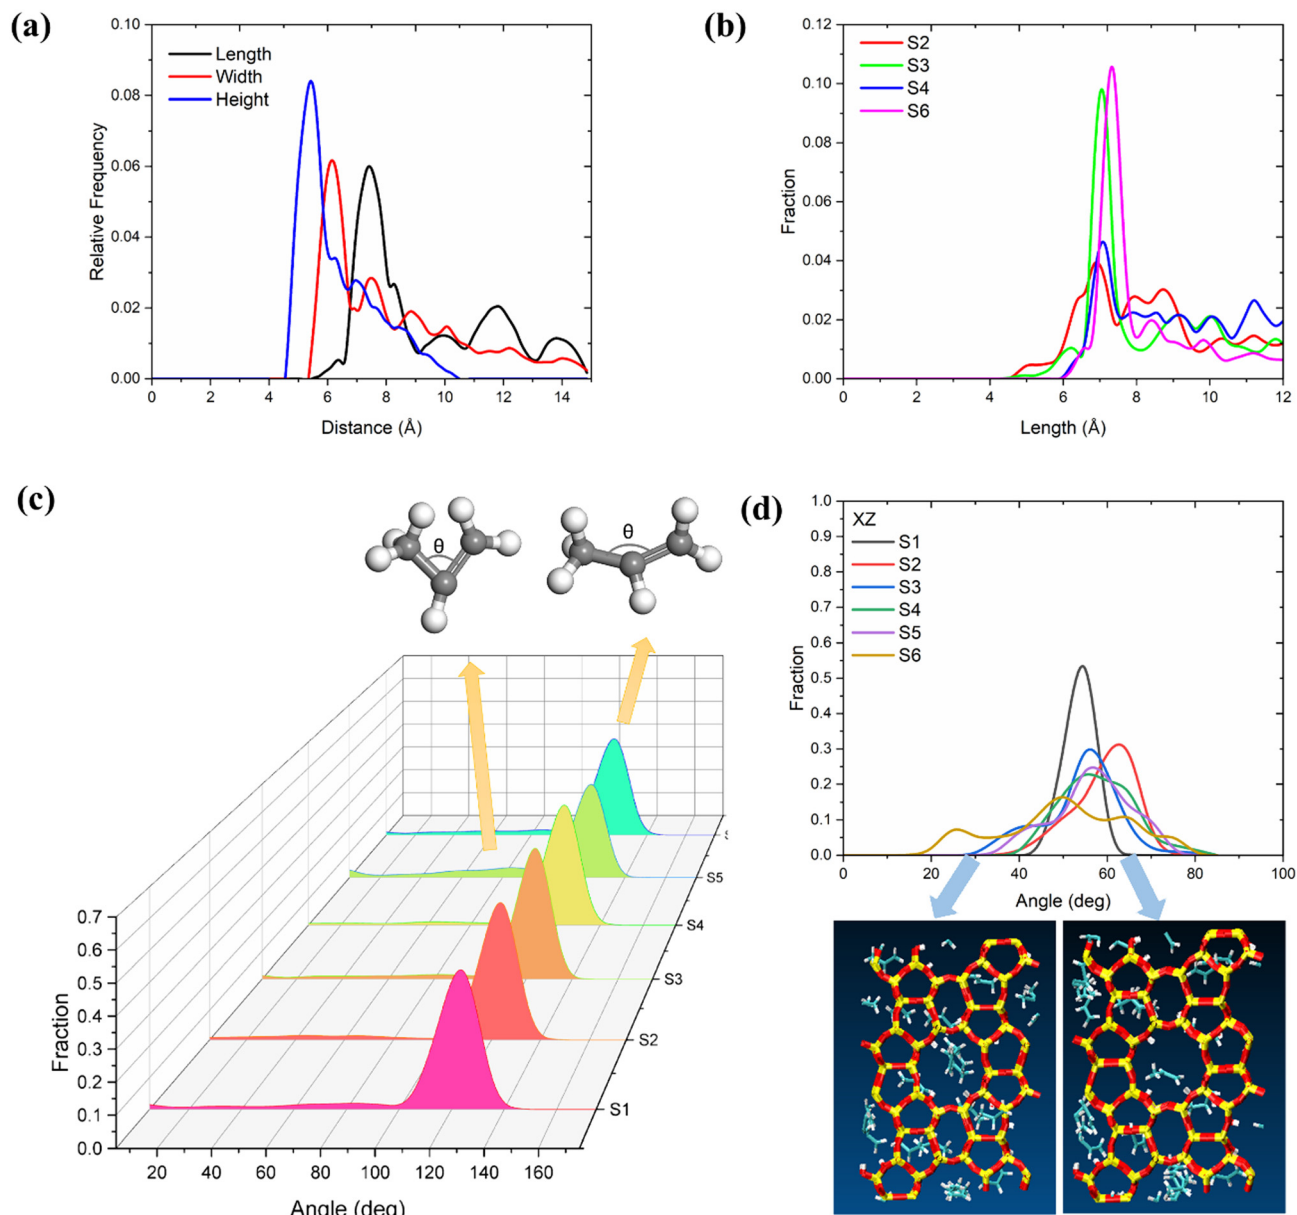 (a)
0.10
0.08
0.06
0.04
0.02
0.00
Relative Frequency
Length
Width
Height
0 2 4 6 8 10 12 14
Distance (Å)
(b)
0.12
0.10
0.08
0.06
0.04
0.02
0.00
Fraction
S2
S3
S4
S6
0 2 4 6 8 10 12
Length (Å)
(c)
θ
θ
0.7
0.6
0.5
0.4
0.3
0.2
0.1
0.0
Fraction
S5
S4
S3
S2
S1
20 40 60 80 100 120 140 160
Angle (deg)
(d)
1.0
0.9
0.8
0.7
0.6
0.5
0.4
0.3
0.2
0.1
0.0
Fraction
XZ
S1
S2
S3
S4
S5
S6
0 20 40 60 80 100
Angle (deg)